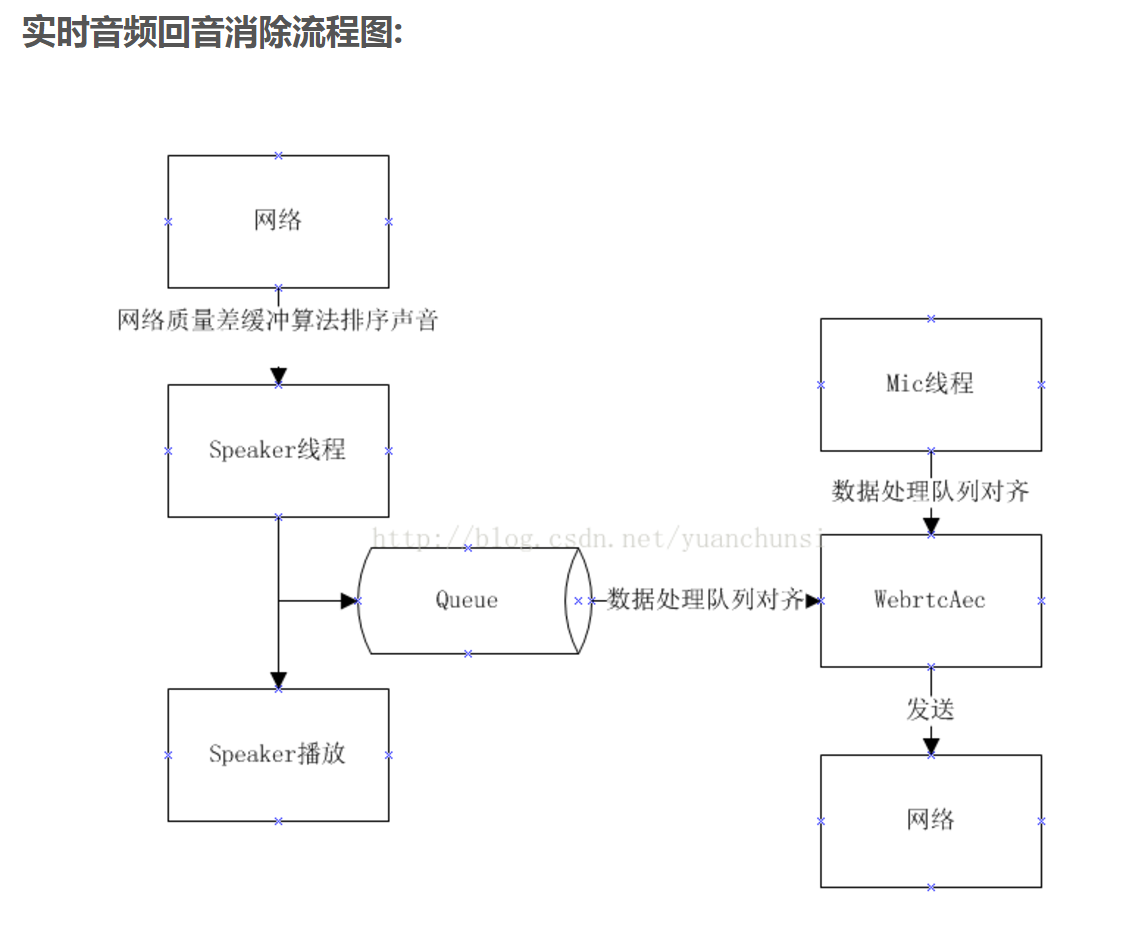 实时音频回音消除流程图:
网络
网络质量差缓冲算法排序声音
Speaker线程
Mic线程
数据处理队列对齐
http://blog.csdn.net/yuanchunsi
Queue
数据处理队列对齐
WebrtcAec
发送
Speaker播放
网络